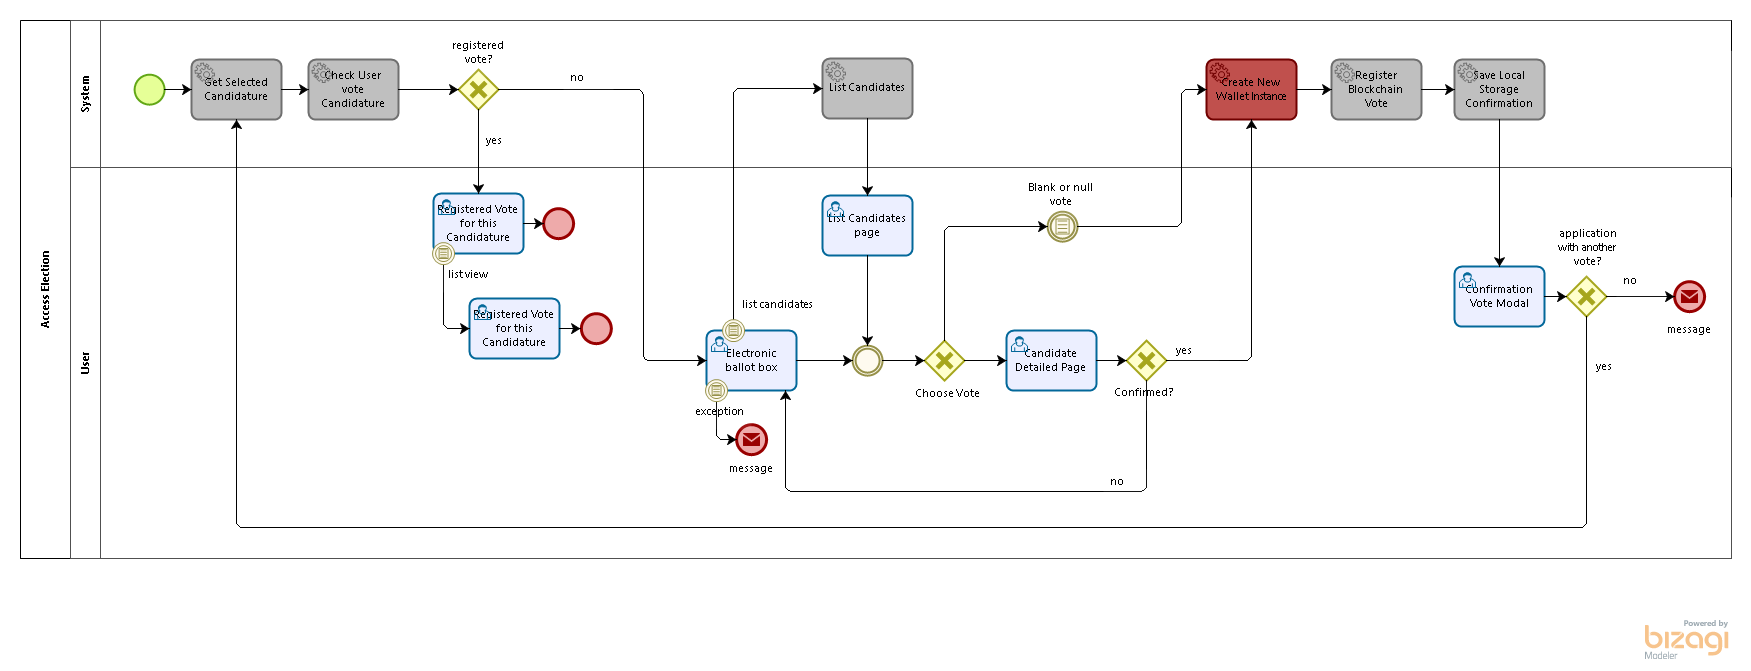 Access Election
System
User
Get Selected
Candidature
Check User
vote
Candidature
registered
vote?
no
yes
List Candidates
Create New
Wallet Instance
Register
Blockchain
Vote
Save Local
Storage
Confirmation
Registered Vote
for this
Candidature
list view
Registered Vote
for this
Candidature
List Candidates
page
Blank or null
vote
list candidates
Electronic
ballot box
exception
message
Choose Vote
Candidate
Detailed Page
Confirmed?
yes
no
Confirmation
Vote Modal
application
with another
vote?
no
message
yes
Powered by
bizagi
Modeler